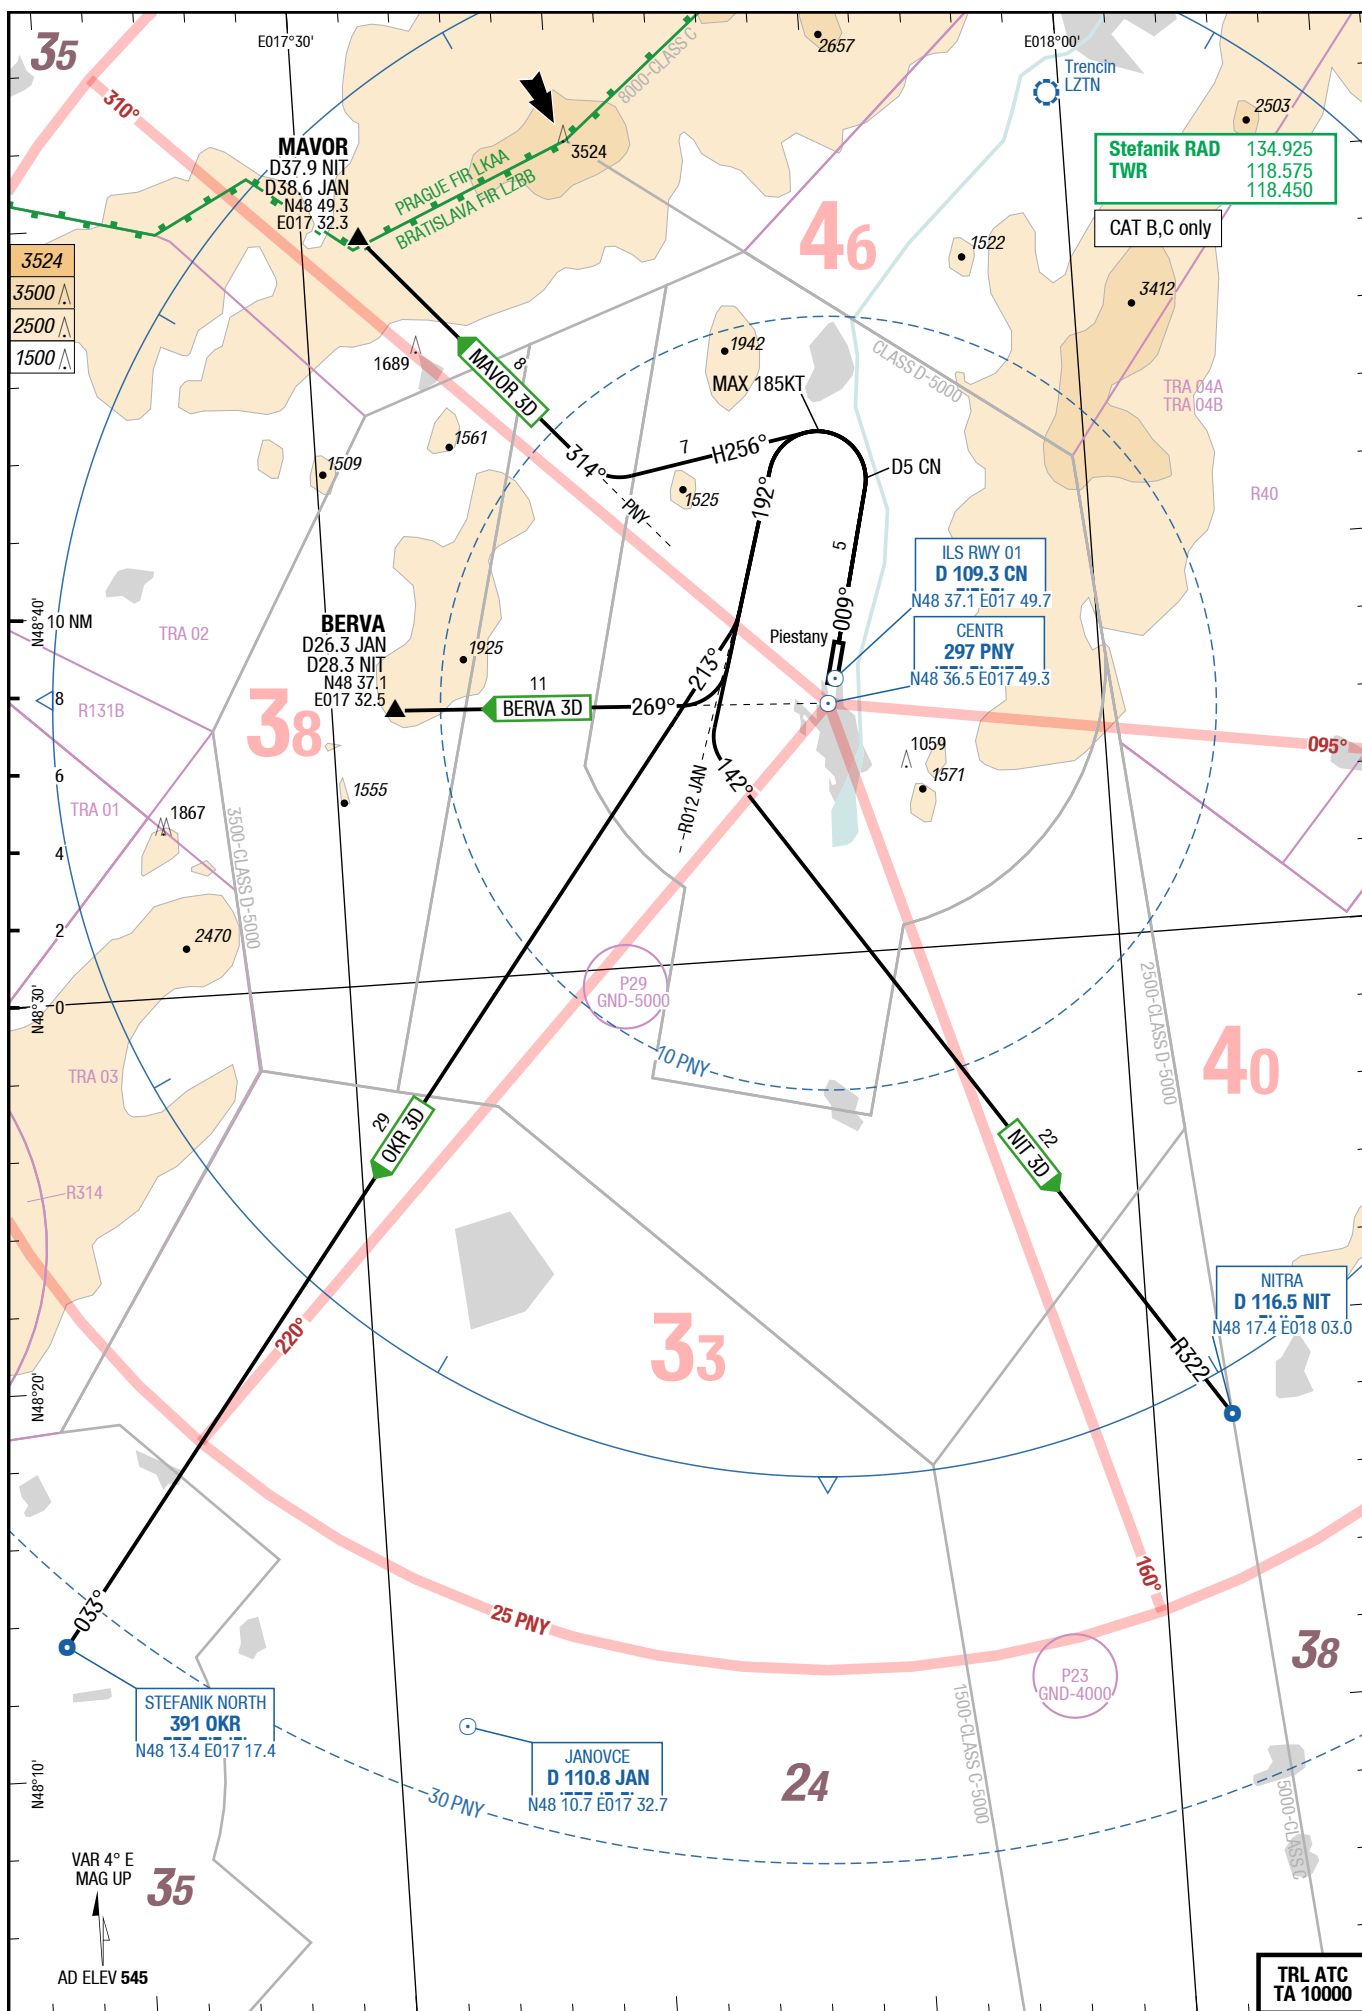 35
E017°30'
2657
E018°00'
8000-CLASS C
Trencin
LZTN
310°
2503
MAVOR
D37.9 NIT
D38.6 JAN
N48 49.3
E017 32.3
3524
PRAGUE FIR LKAA
BRATISLAVA FIR LZBB
Stefanik RAD 134.925
TWR 118.575
118.450
CAT B,C only
46
1522
3524
3500
2500
1500
3412
1689
8
MAVOR 3D
1942
MAX 185KT
CLASS D-5000
TRA 04A
TRA 04B
1561
1509
314°
7
H256°
D5 CN
1525
192°
PNY
R40
5
009°
ILS RWY 01
D 109.3 CN
N48 37.1 E017 49.7
N48°40'
10 NM
TRA 02
BERVA
D26.3 JAN
D28.3 NIT
N48 37.1
E017 32.5
1925
Piestany
CENTR
297 PNY
N48 36.5 E017 49.3
213°
11
BERVA 3D
269°
8
R131B
38
095°
1059
1571
142°
R012 JAN
6
TRA 01
1867
1555
3500-CLASS D-5000
4
2
2470
P29
GND-5000
2500-CLASS D-5000
N48°30'
0
10 PNY
40
TRA 03
29
OKR 3D
22
NIT 3D
R314
NITRA
D 116.5 NIT
N48 17.4 E018 03.0
220°
33
R322
N48°20'
160°
033°
25 PNY
38
P23
GND-4000
STEFANIK NORTH
391 OKR
N48 13.4 E017 17.4
JANOVCE
D 110.8 JAN
N48 10.7 E017 32.7
1500-CLASS C-5000
24
N48°10'
30 PNY
5000-CLASS C
VAR 4° E
MAG UP
35
AD ELEV 545
TRL ATC
TA 10000